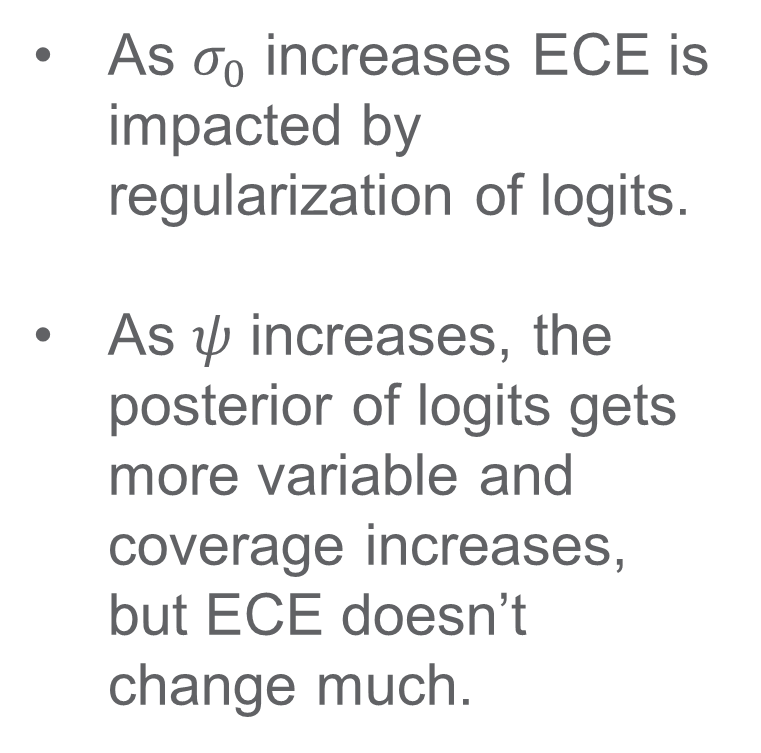 • As σ₀ increases ECE is
impacted by
regularization of logits.
• As ψ increases, the
posterior of logits gets
more variable and
coverage increases,
but ECE doesn’t
change much.